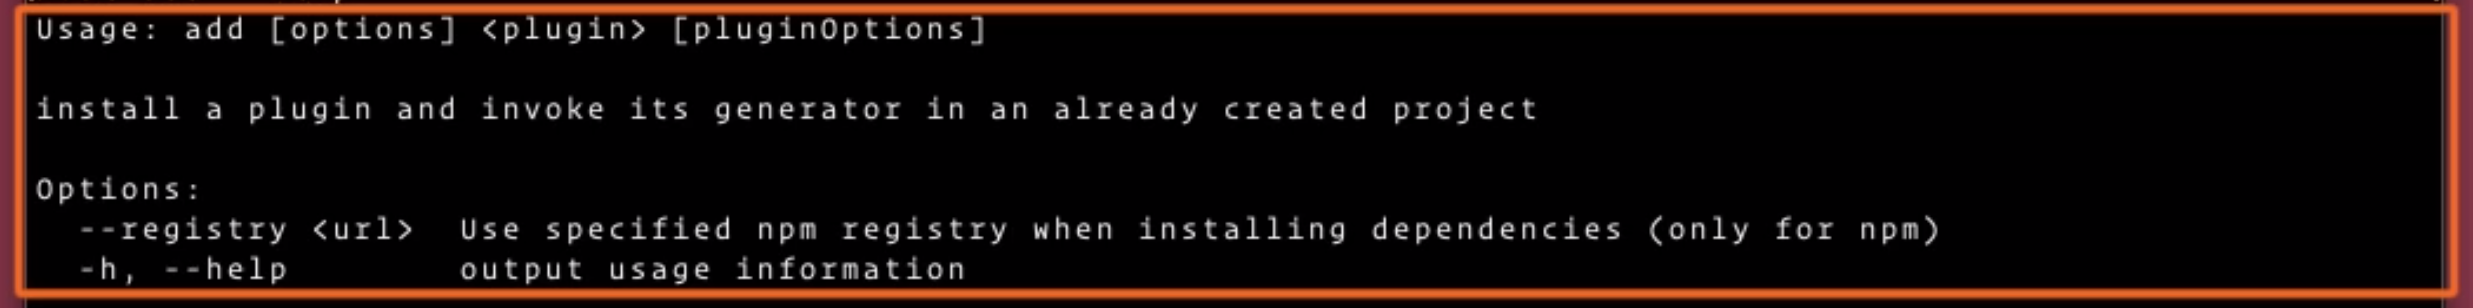 Usage: add [options] <plugin> [pluginOptions]
install a plugin and invoke its generator in an already created project
Options:
--registry <url>  Use specified npm registry when installing dependencies (only for npm)
-h, --help        output usage information